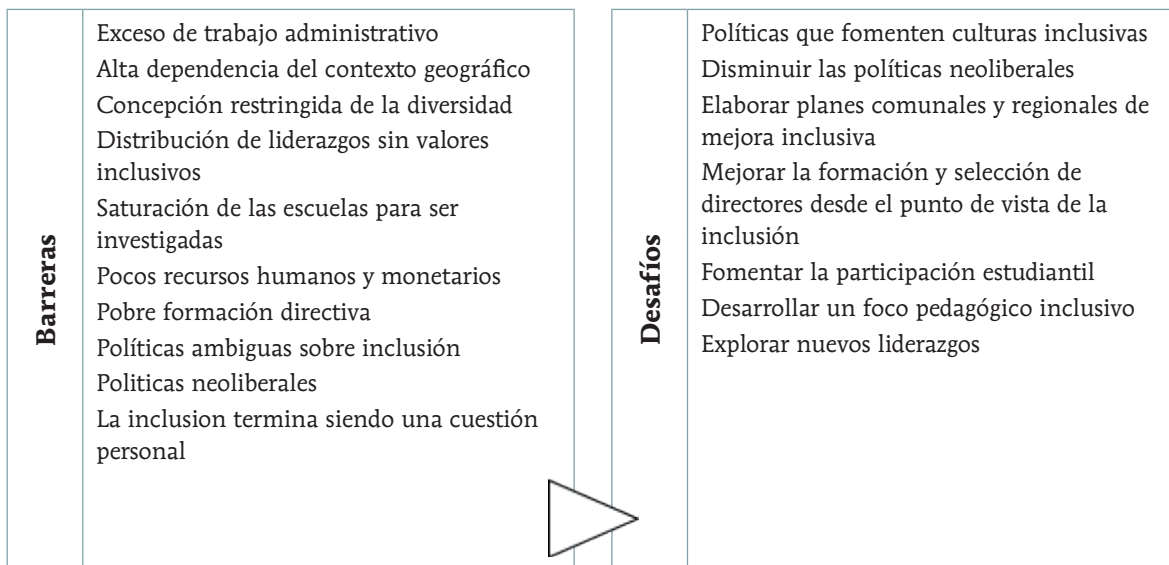 Barreras
Exceso de trabajo administrativo
Alta dependencia del contexto geográfico
Concepción restringida de la diversidad
Distribución de liderazgos sin valores
inclusivos
Saturación de las escuelas para ser
investigadas
Pocos recursos humanos y monetarios
Pobre formación directiva
Políticas ambiguas sobre inclusión
Politicas neoliberales
La inclusion termina siendo una cuestión
personal
Desafíos
Políticas que fomenten culturas inclusivas
Disminuir las políticas neoliberales
Elaborar planes comunales y regionales de
mejora inclusiva
Mejorar la formación y selección de
directores desde el punto de vista de la
inclusión
Fomentar la participación estudiantil
Desarrollar un foco pedagógico inclusivo
Explorar nuevos liderazgos